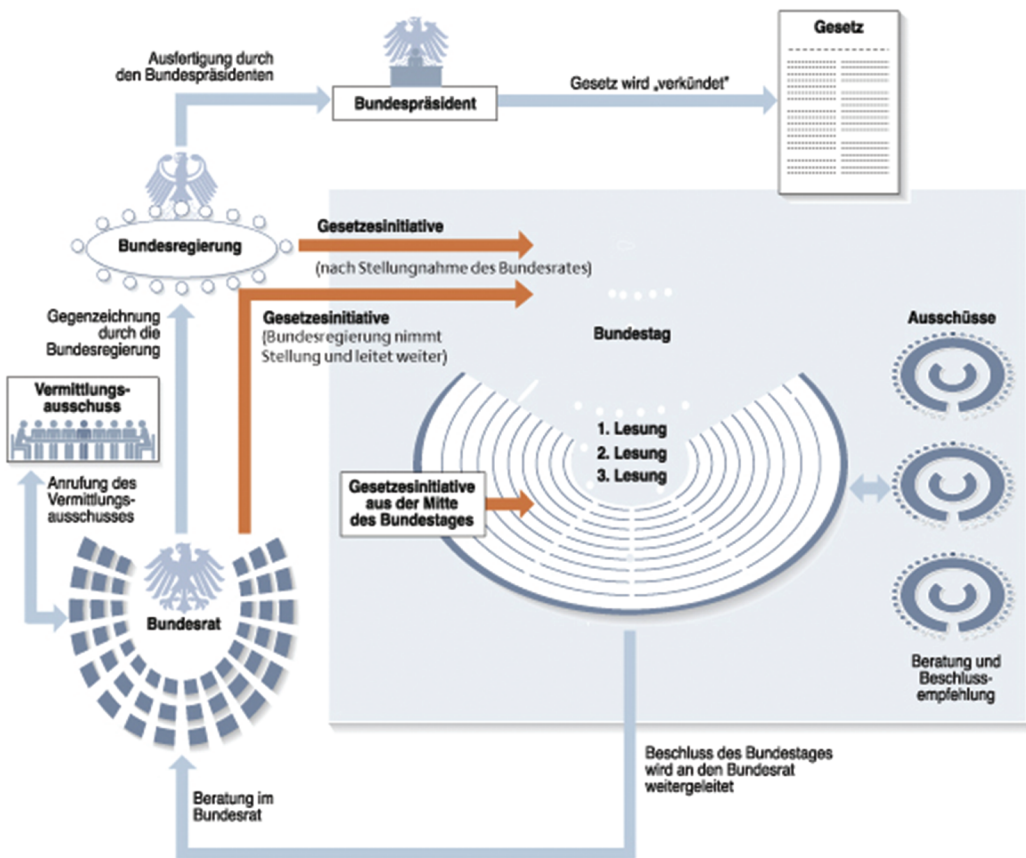 Gesetz
Ausfertigung durch
den Bundespräsidenten
Bundespräsident
Gesetz wird „verkündet"
Bundesregierung
Gesetzesinitiative
(nach Stellungnahme des Bundesrates)
Gesetzesinitiative
(Bundesregierung nimmt
Stellung und leitet weiter)
Gegenzeichnung
durch die
Bundesregierung
Bundestag
Ausschüsse
Vermittlungs-
ausschuss
1. Lesung
2. Lesung
3. Lesung
Anrufung des
Vermittlungs-
ausschusses
Gesetzesinitiative
aus der Mitte
des Bundestages
Bundesrat
Beratung und
Beschluss-
empfehlung
Beschluss des Bundestages
wird an den Bundesrat
weitergeleitet
Beratung im
Bundesrat